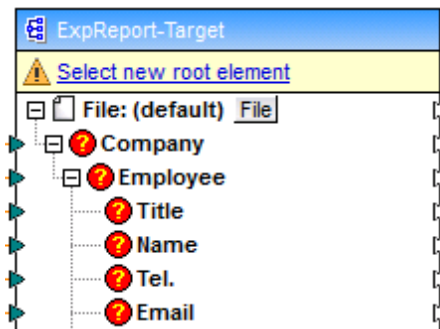 ExpReport-Target
Select new root element
File: (default) File
Company
Employee
Title
Name
Tel.
Email